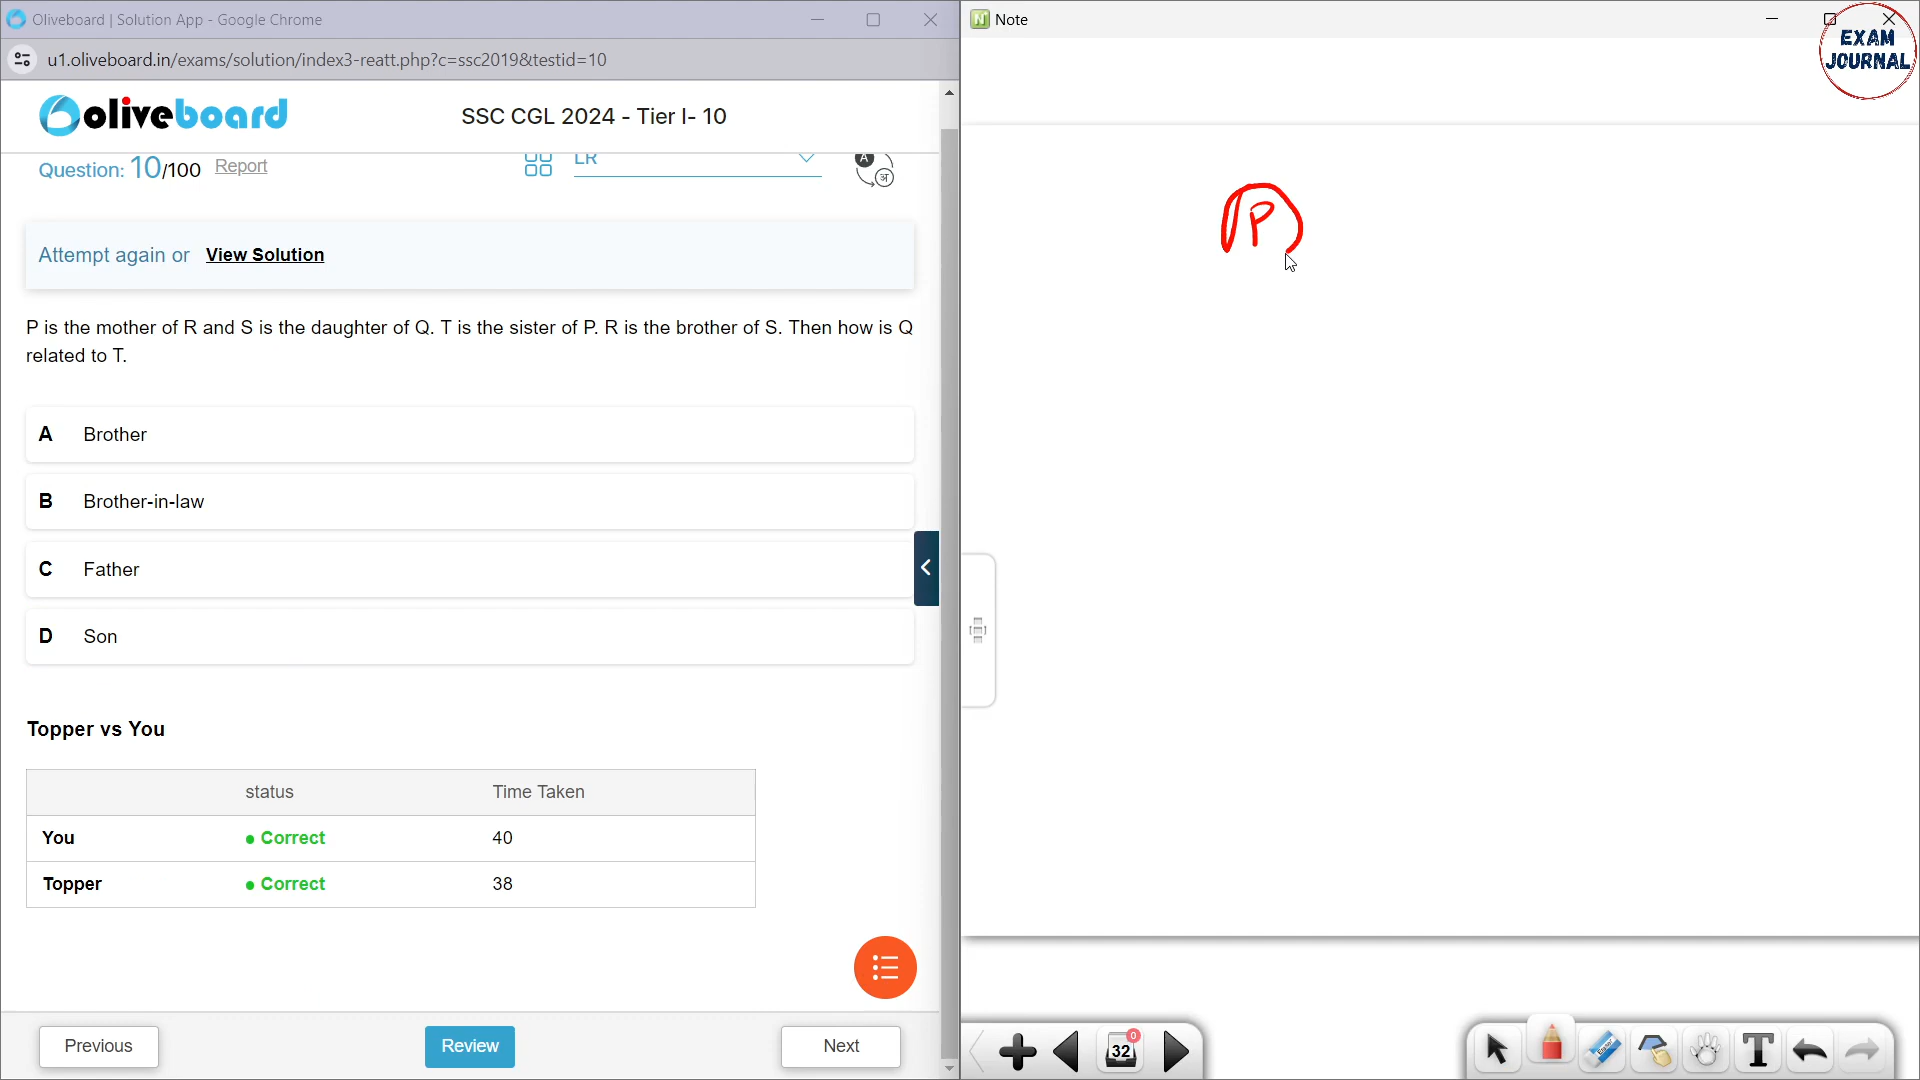 Oliveboard | Solution App - Google Chrome
Note
EXAM
JOURNAL
u1.oliveboard.in/exams/solution/index3-reatt.php?c=ssc2019&testid=10
oliveboard
SSC CGL 2024 - Tier I- 10
Question: 10/100 Report
LR
A
अ
P
Attempt again or View Solution
P is the mother of R and S is the daughter of Q. T is the sister of P. R is the brother of S. Then how is Q
related to T.
A Brother
B Brother-in-law
C Father
D Son
Topper vs You
status Time Taken
You Correct 40
Topper Correct 38
Previous
Review
Next
32
0
T